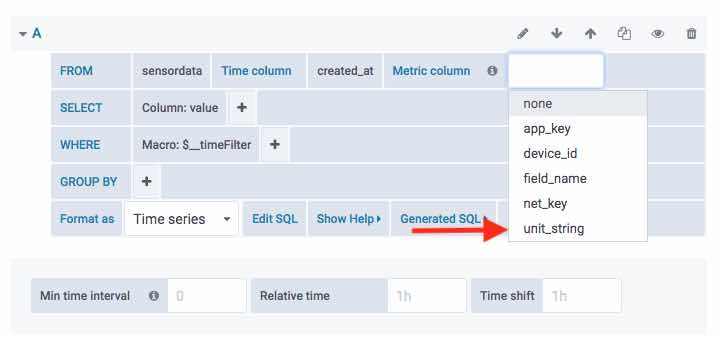 A
FROM sensordata Time column created_at Metric column
none
SELECT Column: value +
app_key
WHERE Macro: $__timeFilter +
device_id
GROUP BY +
field_name
net_key
Format as Time series Edit SQL Show Help Generated SQL
unit_string
Min time interval 0 Relative time 1h Time shift 1h